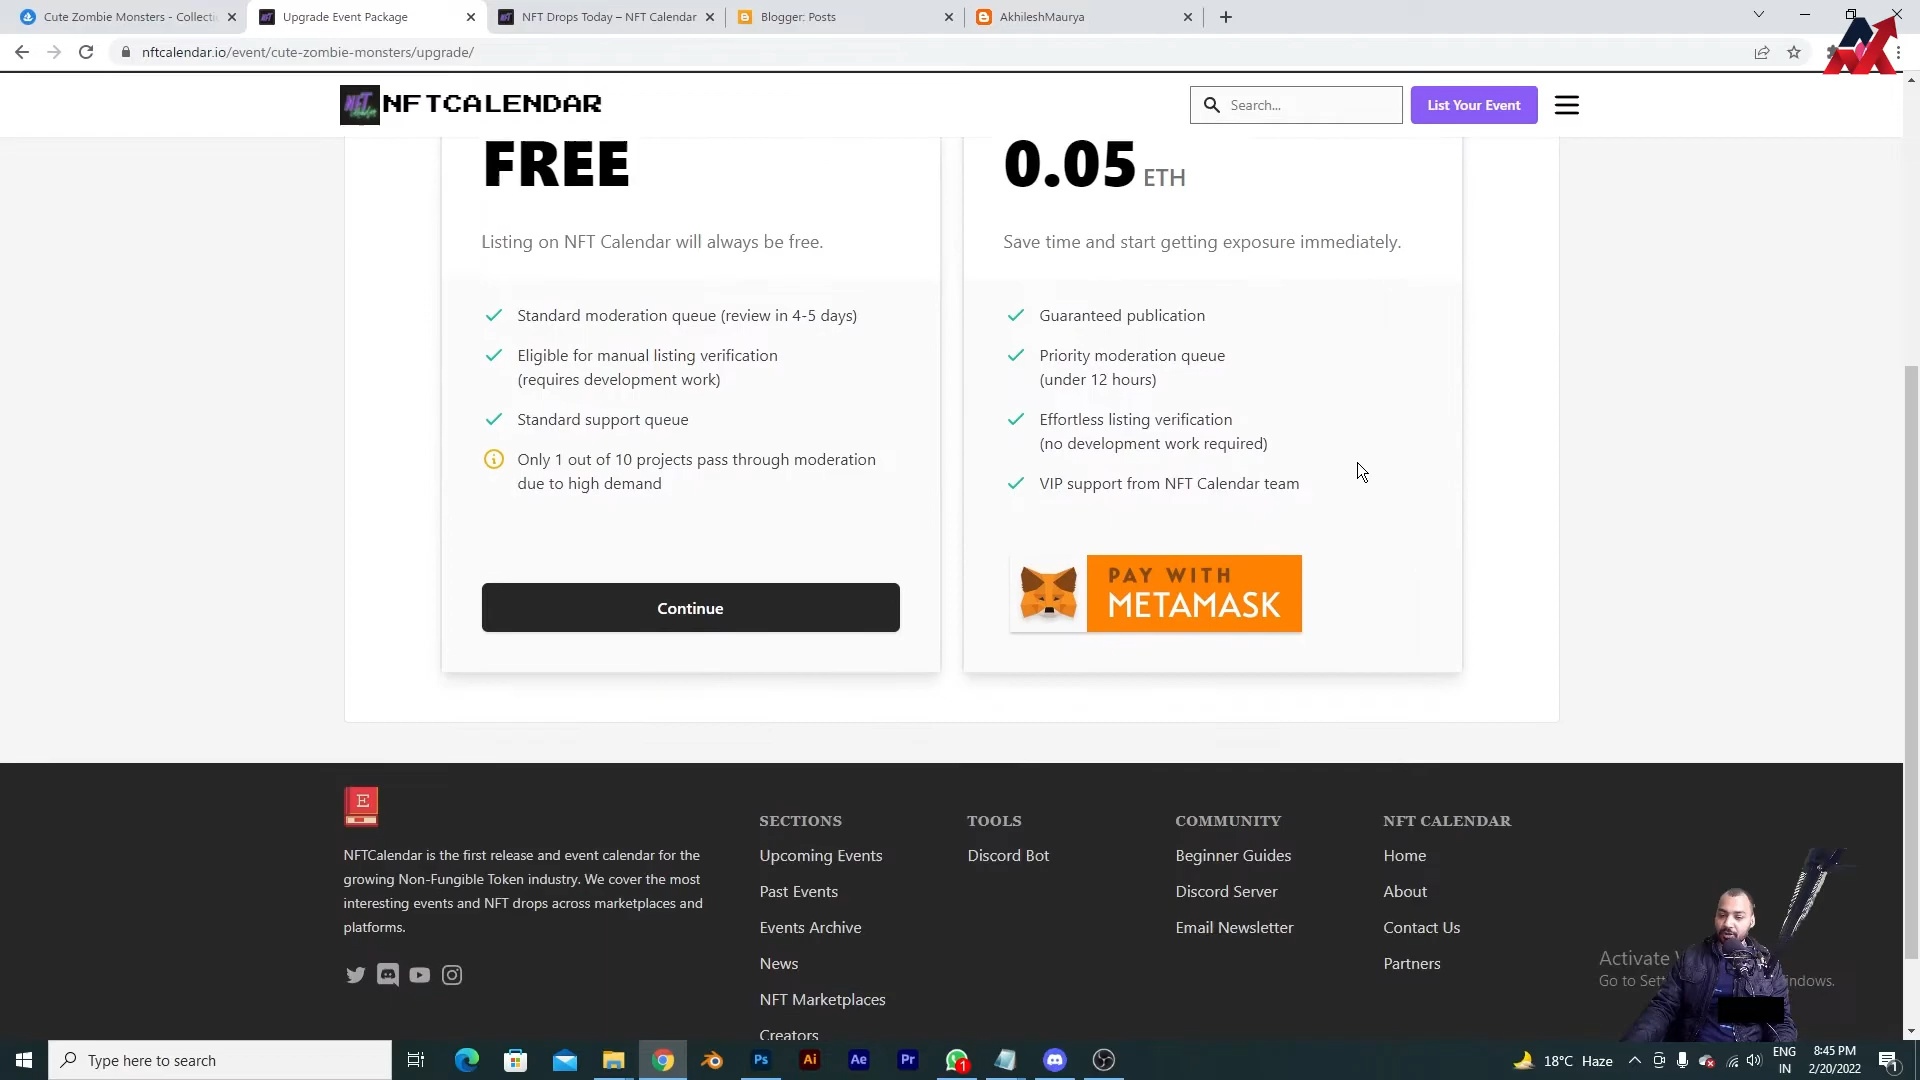 Cute Zombie Monsters - Collecti
Upgrade Event Package
NFT Drops Today – NFT Calendar
Blogger: Posts
AkhileshMaurya
nftcalendar.io/event/cute-zombie-monsters/upgrade/
NFT
NFTCALENDAR
Search...
List Your Event
FREE
Listing on NFT Calendar will always be free.
Standard moderation queue (review in 4-5 days)
Eligible for manual listing verification
(requires development work)
Standard support queue
Only 1 out of 10 projects pass through moderation
due to high demand
Continue
0.05 ETH
Save time and start getting exposure immediately.
Guaranteed publication
Priority moderation queue
(under 12 hours)
Effortless listing verification
(no development work required)
VIP support from NFT Calendar team
PAY WITH
METAMASK
E
NFTCalendar is the first release and event calendar for the
growing Non-Fungible Token industry. We cover the most
interesting events and NFT drops across marketplaces and
platforms.
SECTIONS
Upcoming Events
Past Events
Events Archive
News
NFT Marketplaces
Creators
TOOLS
Discord Bot
COMMUNITY
Beginner Guides
Discord Server
Email Newsletter
NFT CALENDAR
Home
About
Contact Us
Partners
Activate
Go to Sett
indows.
Type here to search
Ps
Ai
Ae
Pr
1
18°C Haze
ENG
IN
8:45 PM
2/20/2022
1